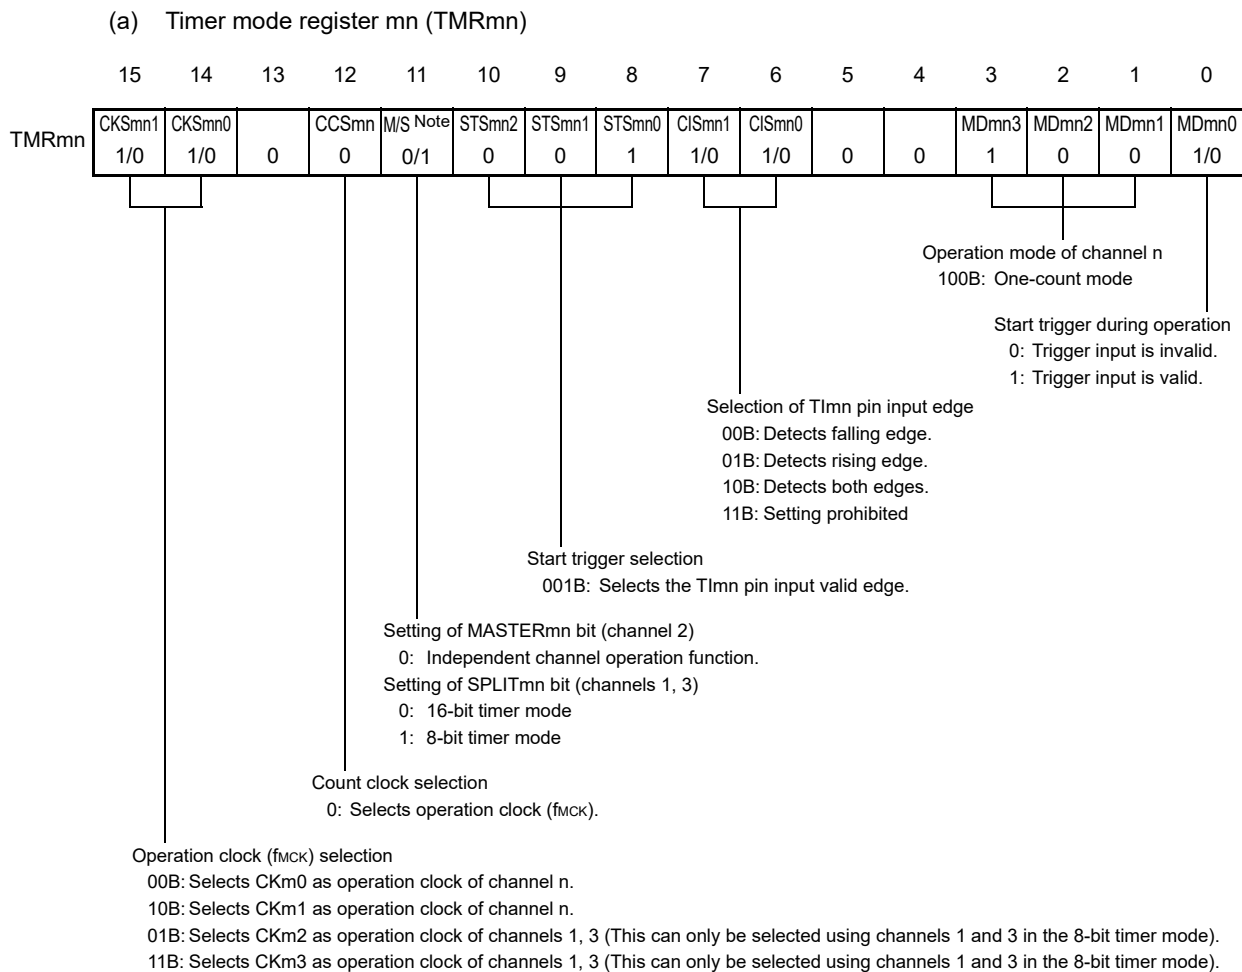 (a) Timer mode register mn (TMRmn)
15 14 13 12 11 10 9 8 7 6 5 4 3 2 1 0
TMRmn
CKSmn1 CKSmn0 CCSmn M/S Note STSmn2 STSmn1 STSmn0 CISmn1 CISmn0 MDmn3 MDmn2 MDmn1 MDmn0
1/0 1/0 0 0 0/1 0 0 1 1/0 1/0 0 0 1 0 0 1/0
Operation mode of channel n
100B: One-count mode
Start trigger during operation
0: Trigger input is invalid.
1: Trigger input is valid.
Selection of TImn pin input edge
00B: Detects falling edge.
01B: Detects rising edge.
10B: Detects both edges.
11B: Setting prohibited
Start trigger selection
001B: Selects the TImn pin input valid edge.
Setting of MASTERmn bit (channel 2)
0: Independent channel operation function.
Setting of SPLITmn bit (channels 1, 3)
0: 16-bit timer mode
1: 8-bit timer mode
Count clock selection
0: Selects operation clock (fMCK).
Operation clock (fMCK) selection
00B: Selects CKm0 as operation clock of channel n.
10B: Selects CKm1 as operation clock of channel n.
01B: Selects CKm2 as operation clock of channels 1, 3 (This can only be selected using channels 1 and 3 in the 8-bit timer mode).
11B: Selects CKm3 as operation clock of channels 1, 3 (This can only be selected using channels 1 and 3 in the 8-bit timer mode).